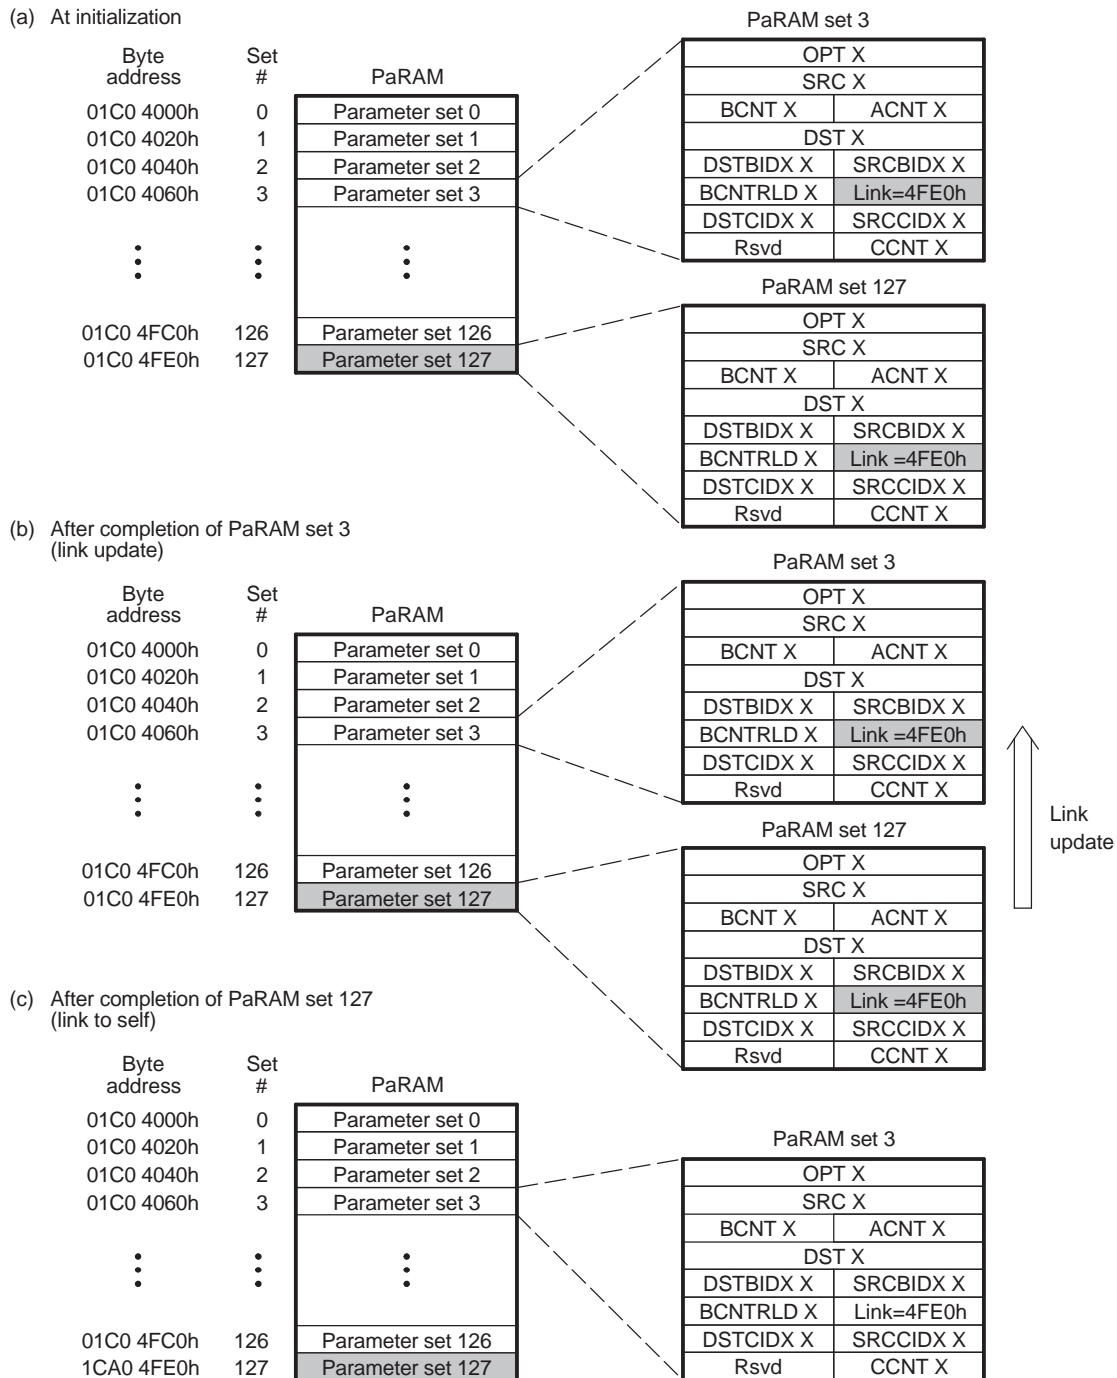 (a) At initialization
Byte address
Set #
PaRAM
01C0 4000h 0 Parameter set 0
01C0 4020h 1 Parameter set 1
01C0 4040h 2 Parameter set 2
01C0 4060h 3 Parameter set 3
01C0 4FC0h 126 Parameter set 126
01C0 4FE0h 127 Parameter set 127
PaRAM set 3
OPT X
SRC X
BCNT X ACNT X
DST X
DSTBIDX X SRCBIDX X
BCNTRLD X Link=4FE0h
DSTCIDX X SRCCIDX X
Rsvd CCNT X
PaRAM set 127
OPT X
SRC X
BCNT X ACNT X
DST X
DSTBIDX X SRCBIDX X
BCNTRLD X Link =4FE0h
DSTCIDX X SRCCIDX X
Rsvd CCNT X
(b) After completion of PaRAM set 3
(link update)
Byte address
Set #
PaRAM
01C0 4000h 0 Parameter set 0
01C0 4020h 1 Parameter set 1
01C0 4040h 2 Parameter set 2
01C0 4060h 3 Parameter set 3
01C0 4FC0h 126 Parameter set 126
01C0 4FE0h 127 Parameter set 127
PaRAM set 3
OPT X
SRC X
BCNT X ACNT X
DST X
DSTBIDX X SRCBIDX X
BCNTRLD X Link =4FE0h
DSTCIDX X SRCCIDX X
Rsvd CCNT X
PaRAM set 127
OPT X
SRC X
BCNT X ACNT X
DST X
DSTBIDX X SRCBIDX X
BCNTRLD X Link =4FE0h
DSTCIDX X SRCCIDX X
Rsvd CCNT X
Link
update
(c) After completion of PaRAM set 127
(link to self)
Byte address
Set #
PaRAM
01C0 4000h 0 Parameter set 0
01C0 4020h 1 Parameter set 1
01C0 4040h 2 Parameter set 2
01C0 4060h 3 Parameter set 3
01C0 4FC0h 126 Parameter set 126
1CA0 4FE0h 127 Parameter set 127
PaRAM set 3
OPT X
SRC X
BCNT X ACNT X
DST X
DSTBIDX X SRCBIDX X
BCNTRLD X Link=4FE0h
DSTCIDX X SRCCIDX X
Rsvd CCNT X